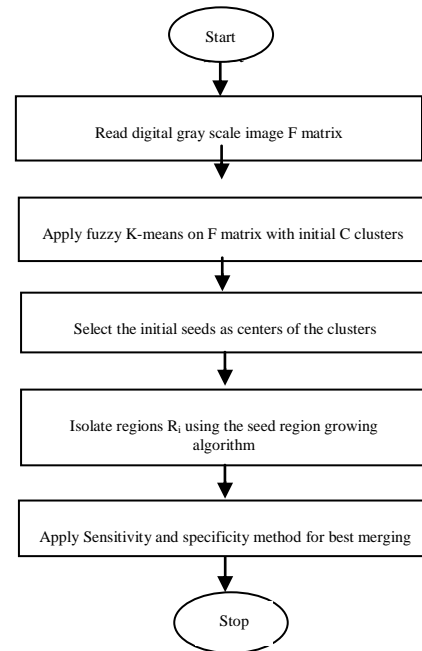 Start
Read digital gray scale image F matrix
Apply fuzzy K-means on F matrix with initial C clusters
Select the initial seeds as centers of the clusters
Isolate regions Rᵢ using the seed region growing
algorithm
Apply Sensitivity and specificity method for best merging
Stop